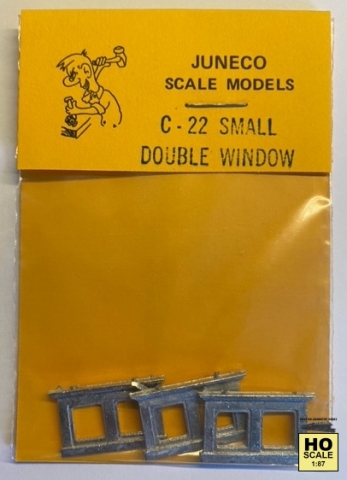 JUNECO
SCALE MODELS
C-22 SMALL
DOUBLE WINDOW
HO
SCALE
1:87